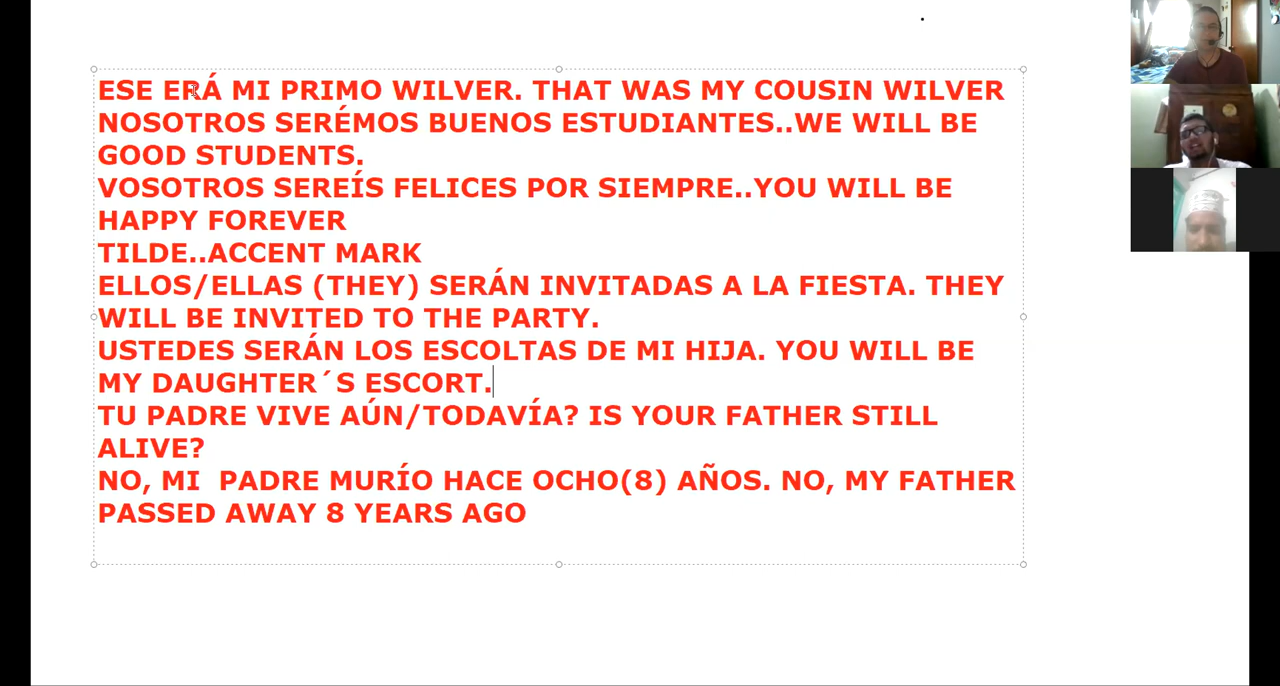 ESE ERÁ MI PRIMO WILVER. THAT WAS MY COUSIN WILVER
NOSOTROS SERÉMOS BUENOS ESTUDIANTES..WE WILL BE
GOOD STUDENTS.
VOSOTROS SEREÍS FELICES POR SIEMPRE..YOU WILL BE
HAPPY FOREVER
TILDE..ACCENT MARK
ELLOS/ELLAS (THEY) SERÁN INVITADAS A LA FIESTA. THEY
WILL BE INVITED TO THE PARTY.
USTEDES SERÁN LOS ESCOLTAS DE MI HIJA. YOU WILL BE
MY DAUGHTER´S ESCORT.
TU PADRE VIVE AÚN/TODAVÍA? IS YOUR FATHER STILL
ALIVE?
NO, MI  PADRE MURÍO HACE OCHO(8) AÑOS. NO, MY FATHER
PASSED AWAY 8 YEARS AGO